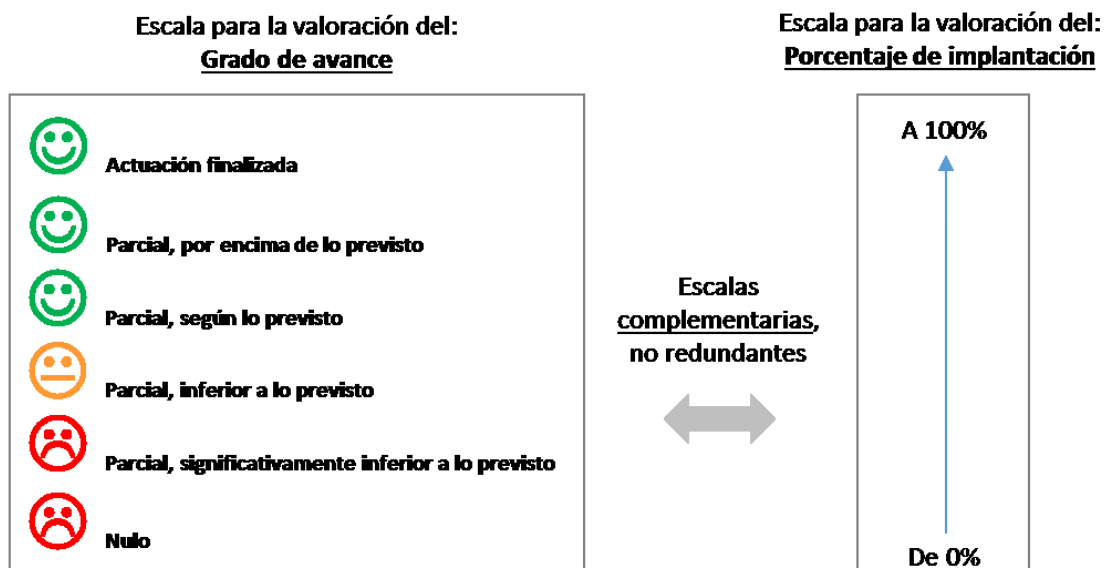 Escala para la valoración del:
Grado de avance
Actuación finalizada
Parcial, por encima de lo previsto
Parcial, según lo previsto
Parcial, inferior a lo previsto
Parcial, significativamente inferior a lo previsto
Nulo
Escalas
complementarias,
no redundantes
Escala para la valoración del:
Porcentaje de implantación
A 100%
De 0%